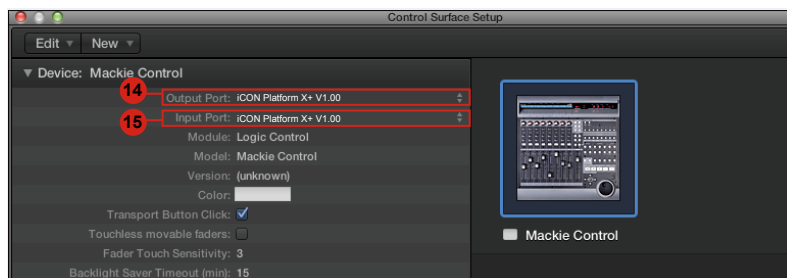 Control Surface Setup
Edit New
Device: Mackie Control
14
Output Port: iCON Platform X+ V1.00
15
Input Port: iCON Platform X+ V1.00
Module: Logic Control
Model: Mackie Control
Version: (unknown)
Color:
Transport Button Click:
Touchless movable faders:
Fader Touch Sensitivity: 3
Backlight Saver Timeout (min): 15
Mackie Control